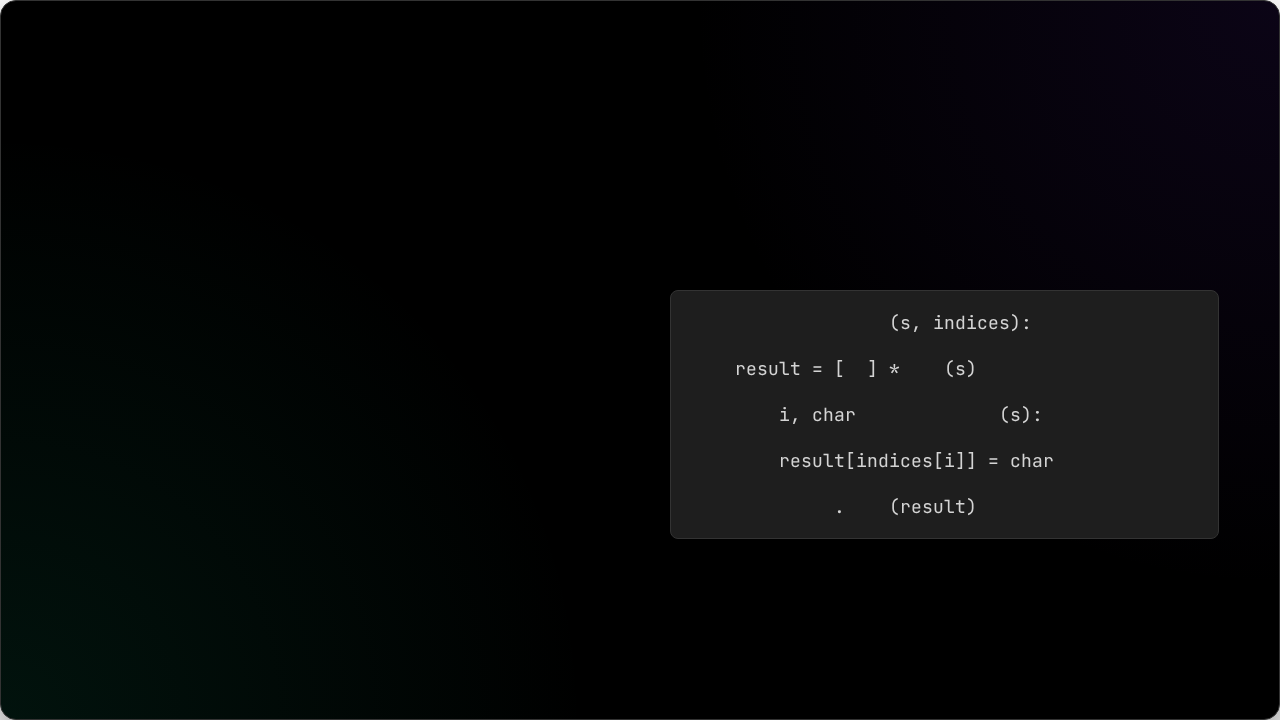 (s, indices):
result = [  ] *    (s)
i, char             (s):
result[indices[i]] = char
.    (result)